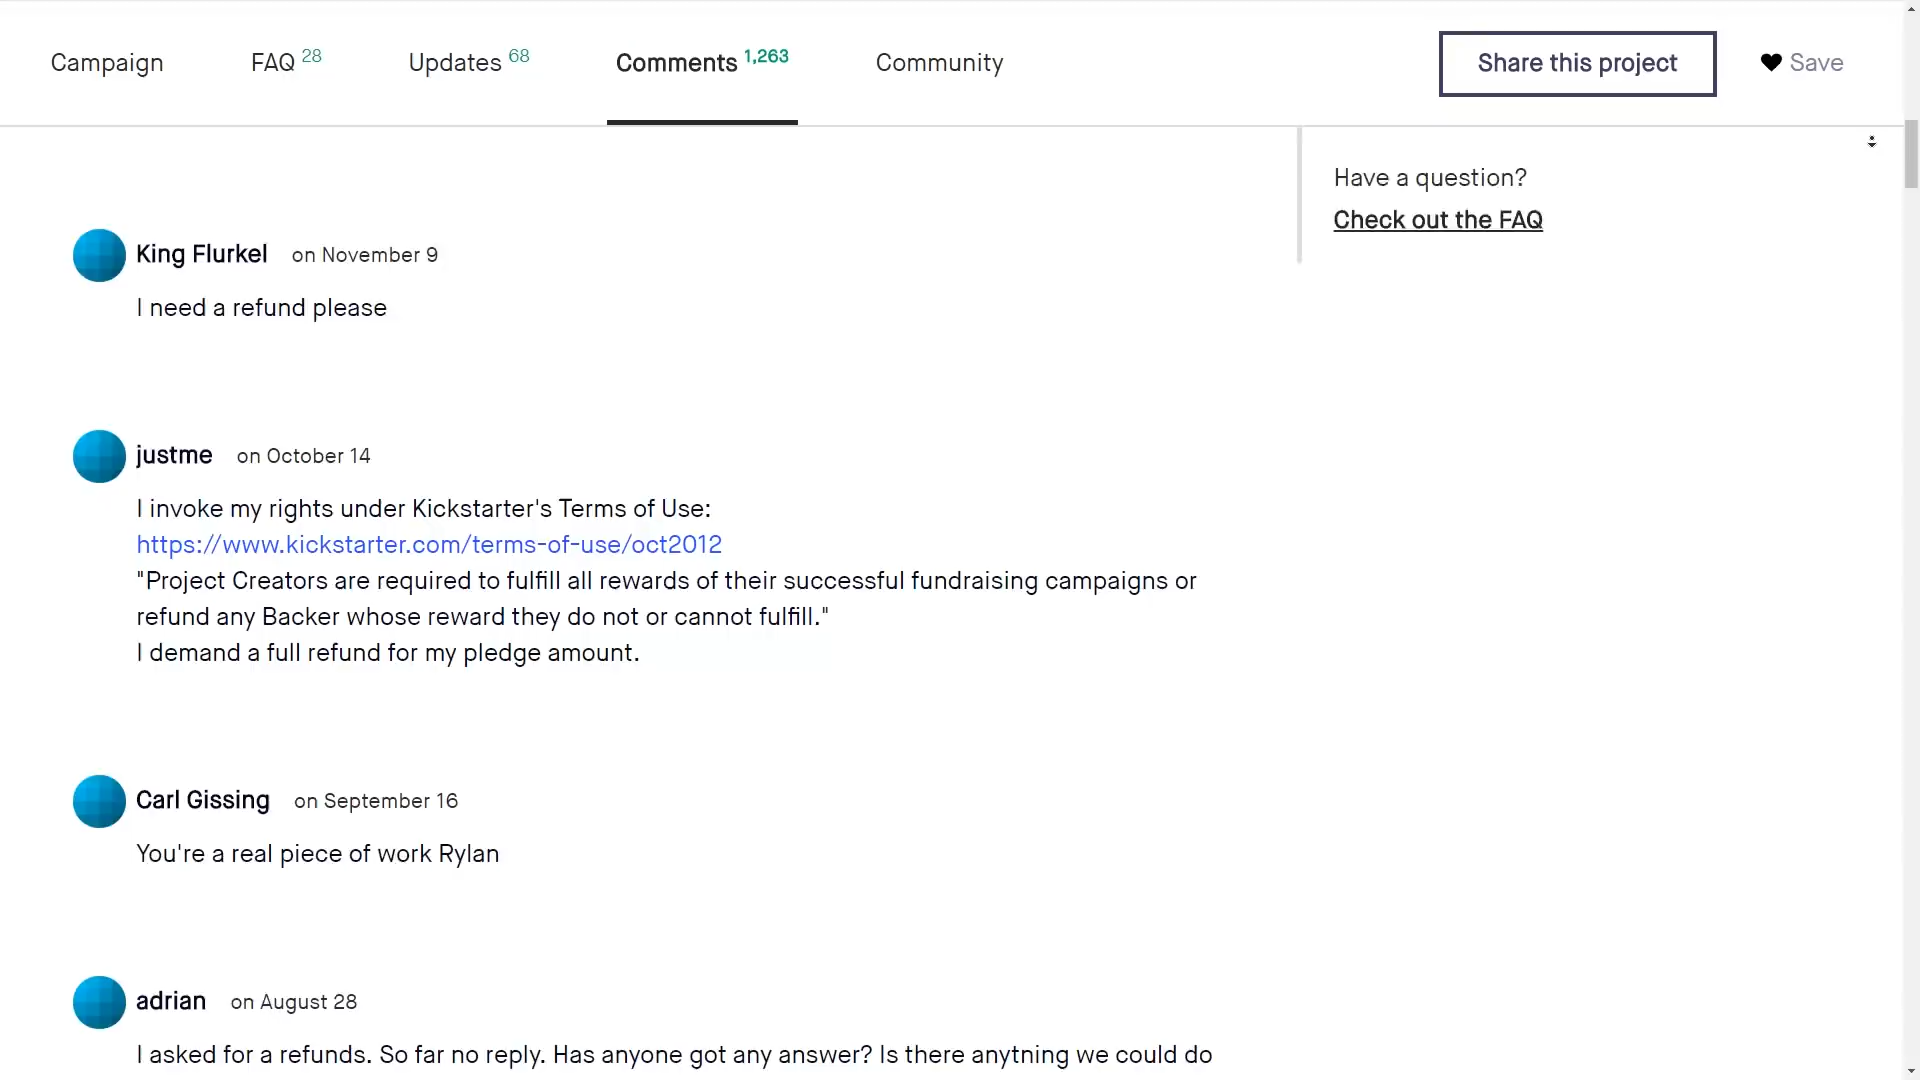 Campaign FAQ 28 Updates 68 Comments 1,263 Community Share this project Save
Have a question?
Check out the FAQ
King Flurkel on November 9
I need a refund please
justme on October 14
I invoke my rights under Kickstarter's Terms of Use:
https://www.kickstarter.com/terms-of-use/oct2012
"Project Creators are required to fulfill all rewards of their successful fundraising campaigns or
refund any Backer whose reward they do not or cannot fulfill."
I demand a full refund for my pledge amount.
Carl Gissing on September 16
You're a real piece of work Rylan
adrian on August 28
I asked for a refunds. So far no reply. Has anyone got any answer? Is there anytning we could do